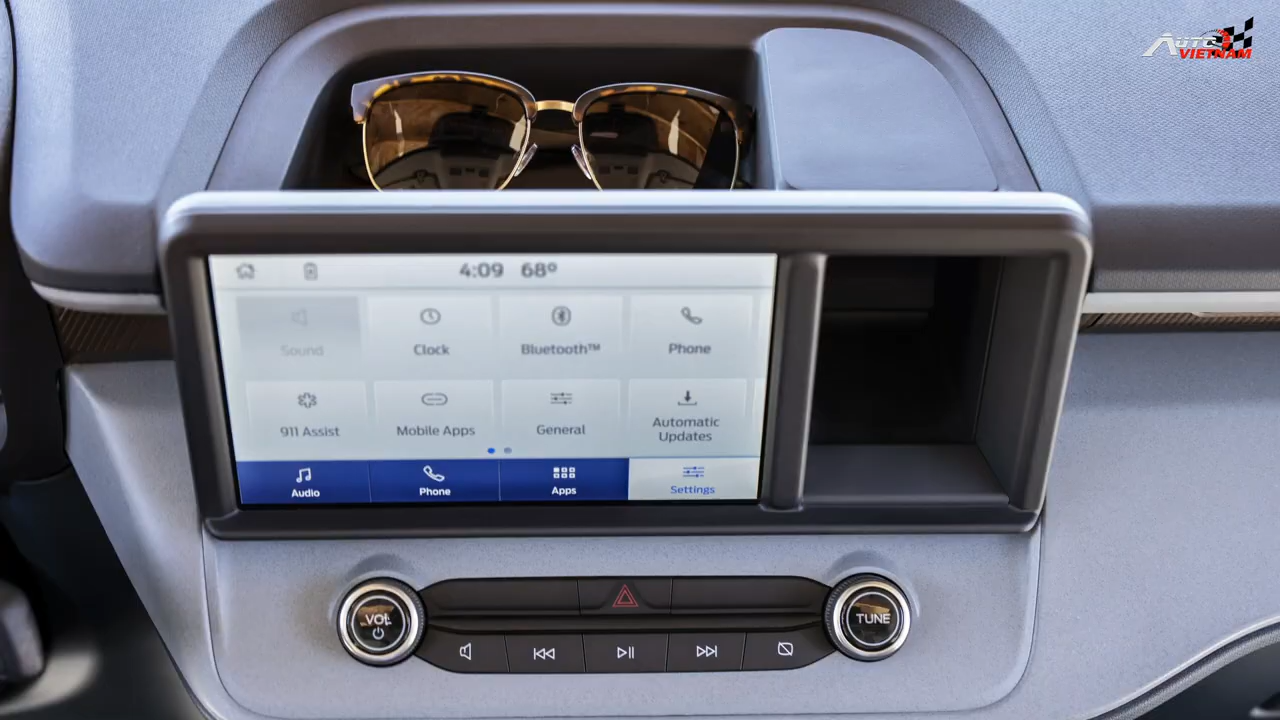 AUTO
VIETNAM
4:09 68°
Sound
Clock
Bluetooth™
Phone
911 Assist
Mobile Apps
General
Automatic
Updates
Audio
Phone
Apps
Settings
VOL
TUNE